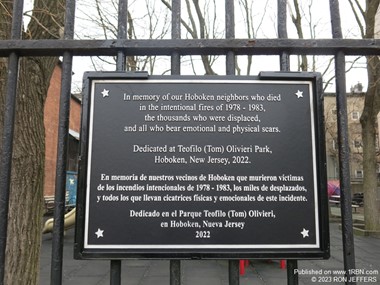 In memory of our Hoboken neighbors who died
in the intentional fires of 1978 - 1983,
the thousands who were displaced,
and all who bear emotional and physical scars.
Dedicated at Teofilo (Tom) Olivieri Park,
Hoboken, New Jersey, 2022.
En memoria de nuestros vecinos de Hoboken que murieron víctimas
de los incendios intencionales de 1978 - 1983, los miles de desplazados,
y todos los que llevan cicatrices físicas y emocionales de este incidente.
Dedicado en el Parque Teofilo (Tom) Olivieri,
en Hoboken, Nueva Jersey
2022
Published on www.1RBN.com
© 2023 RON JEFFERS